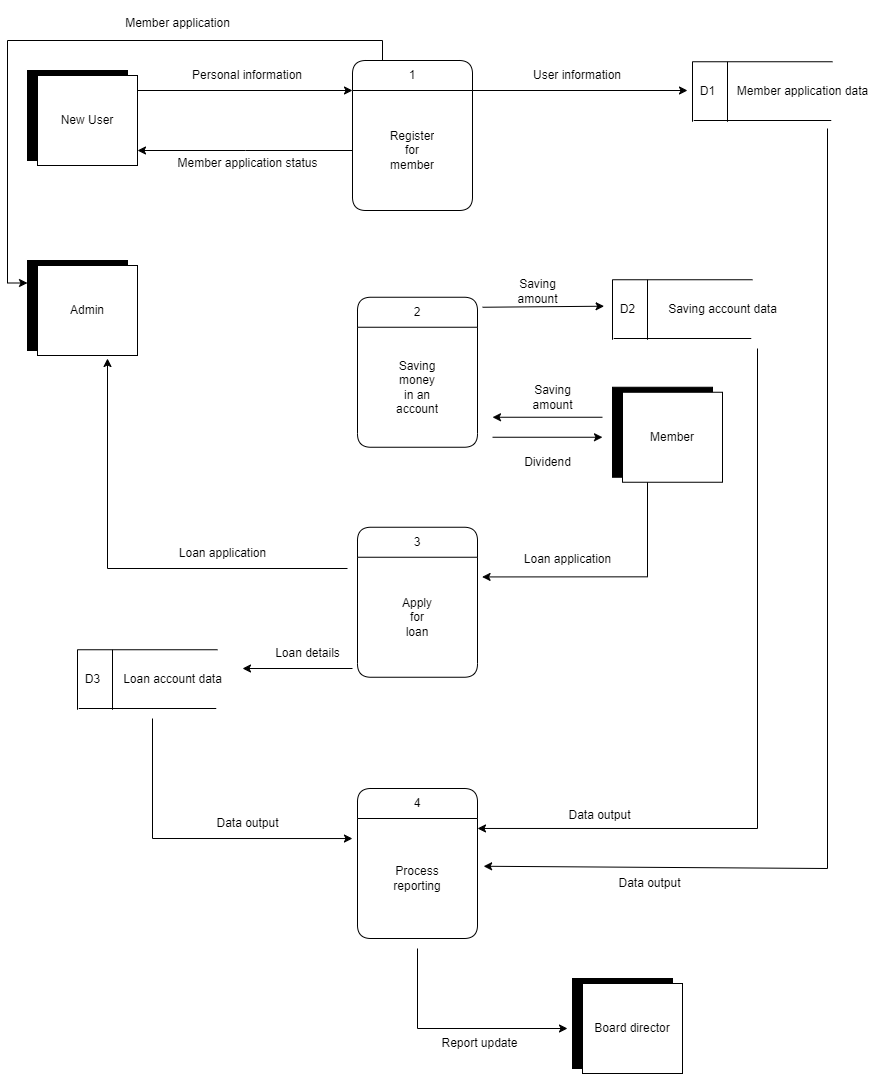 Member application
Personal information
1
User information
D1
Member application data
New User
Register
for
member
Member application status
Admin
Saving
amount
2
D2
Saving account data
Saving
money
in an
account
Saving
amount
Member
Dividend
3
Loan application
Loan application
Apply
for
loan
Loan details
D3
Loan account data
4
Data output
Data output
Process
reporting
Data output
Board director
Report update